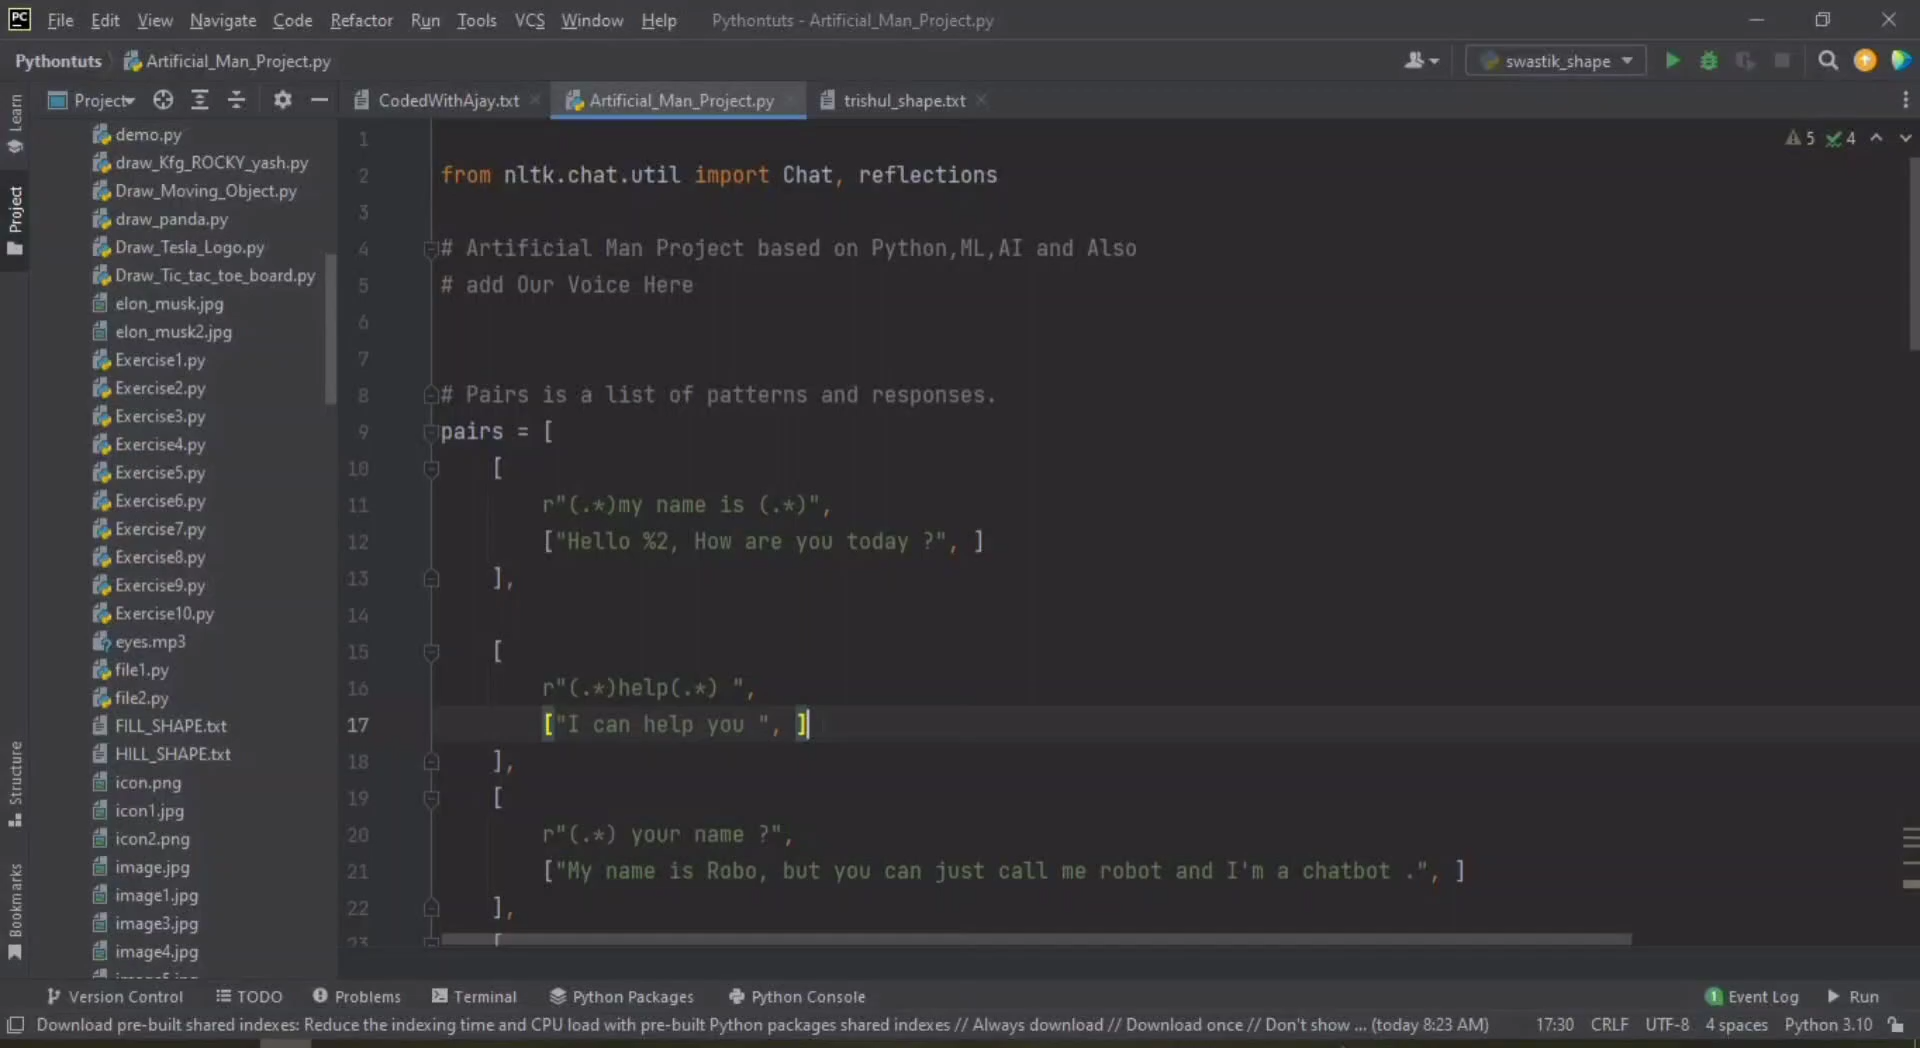 PC File Edit View Navigate Code Refactor Run Tools VCS Window Help Pythontuts - Artificial_Man_Project.py
Pythontuts Artificial_Man_Project.py swastik_shape
Project CodedWithAjay.txt Artificial_Man_Project.py trishul_shape.txt
Learn
Project
Structure
Bookmarks
demo.py
draw_Kfg_ROCKY_yash.py
Draw_Moving_Object.py
draw_panda.py
Draw_Tesla_Logo.py
Draw_Tic_tac_toe_board.py
elon_musk.jpg
elon_musk2.jpg
Exercise1.py
Exercise2.py
Exercise3.py
Exercise4.py
Exercise5.py
Exercise6.py
Exercise7.py
Exercise8.py
Exercise9.py
Exercise10.py
eyes.mp3
file1.py
file2.py
FILL_SHAPE.txt
HILL_SHAPE.txt
icon.png
icon1.jpg
icon2.png
image.jpg
image1.jpg
image3.jpg
image4.jpg
5 4
1
2 from nltk.chat.util import Chat, reflections
3
4 # Artificial Man Project based on Python,ML,AI and Also
5 # add Our Voice Here
6
7
8 # Pairs is a list of patterns and responses.
9 pairs = [
10 [
11 r"(.*)my name is (.*)",
12 ["Hello %2, How are you today ?", ]
13 ],
14
15 [
16 r"(.*)help(.*) ",
17 ["I can help you ", ]
18 ],
19 [
20 r"(.*) your name ?",
21 ["My name is Robo, but you can just call me robot and I'm a chatbot .", ]
22 ],
23 [
Version Control TODO Problems Terminal Python Packages Python Console 1 Event Log Run
Download pre-built shared indexes: Reduce the indexing time and CPU load with pre-built Python packages shared indexes // Always download // Download once // Don't show ... (today 8:23 AM) 17:30 CRLF UTF-8 4 spaces Python 3.10